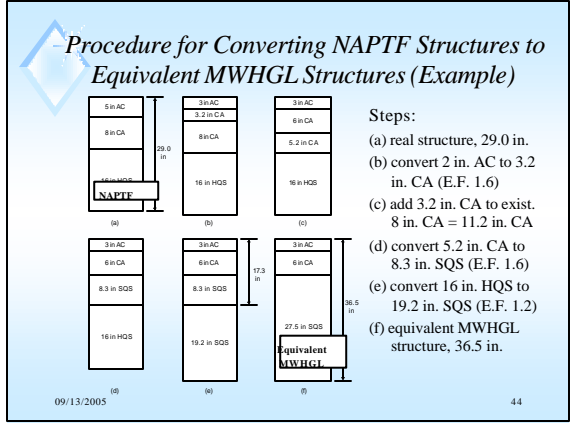 Procedure for Converting NAPTF Structures to
Equivalent MWHGL Structures (Example)
5 in AC
8 in CA
16 in HQS
NAPTF
29.0
in
(a)
3 in AC
3.2 in CA
8 in CA
16 in HQS
(b)
3 in AC
6 in CA
5.2 in CA
16 in HQS
(c)
3 in AC
6 in CA
8.3 in SQS
16 in HQS
(d)
3 in AC
6 in CA
8.3 in SQS
19.2 in SQS
17.3
in
(e)
3 in AC
6 in CA
27.5 in SQS
Equivalent
MWHGL
36.5
in
(f)
Steps:
(a) real structure, 29.0 in.
(b) convert 2 in. AC to 3.2
in. CA (E.F. 1.6)
(c) add 3.2 in. CA to exist.
8 in. CA = 11.2 in. CA
(d) convert 5.2 in. CA to
8.3 in. SQS (E.F. 1.6)
(e) convert 16 in. HQS to
19.2 in. SQS (E.F. 1.2)
(f) equivalent MWHGL
structure, 36.5 in.
09/13/2005
44